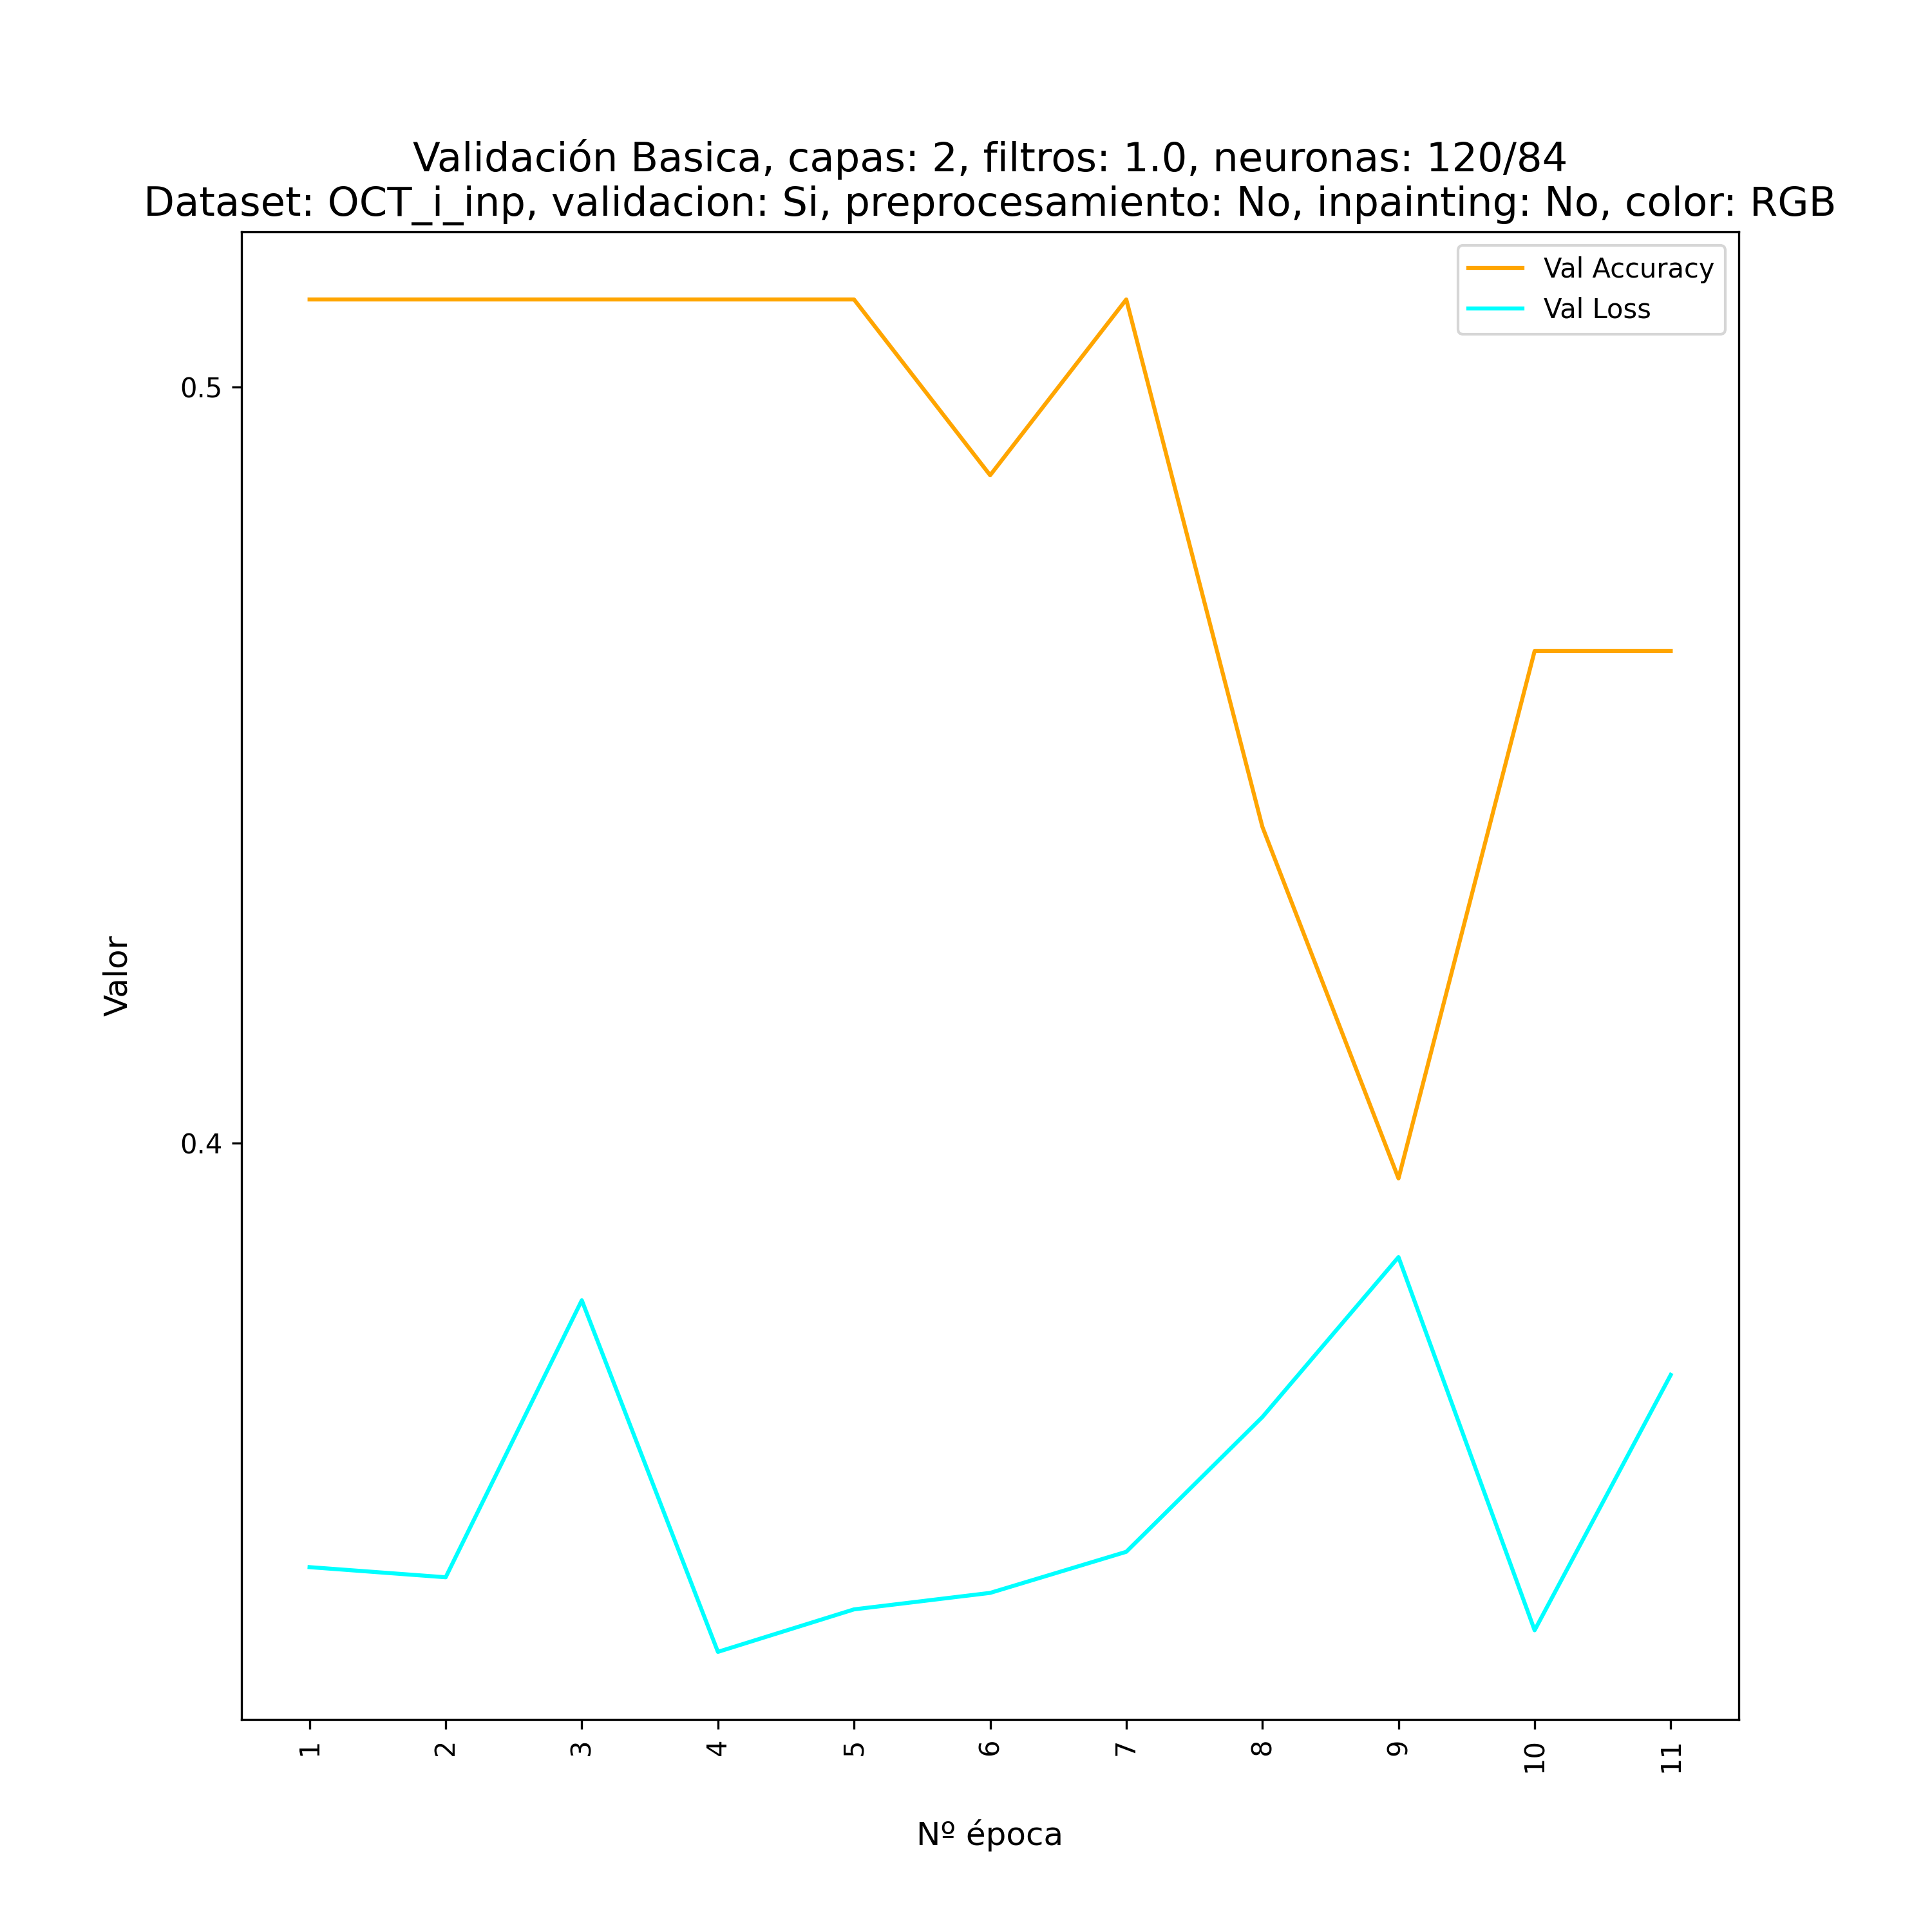 Validación Basica, capas: 2, filtros: 1.0, neuronas: 120/84
Dataset: OCT_i_inp, validacion: Si, preprocesamiento: No, inpainting: No, color: RGB
Val Accuracy
Val Loss
0.5
0.4
Valor
1
2
3
4
5
6
7
8
9
10
11
Nº época